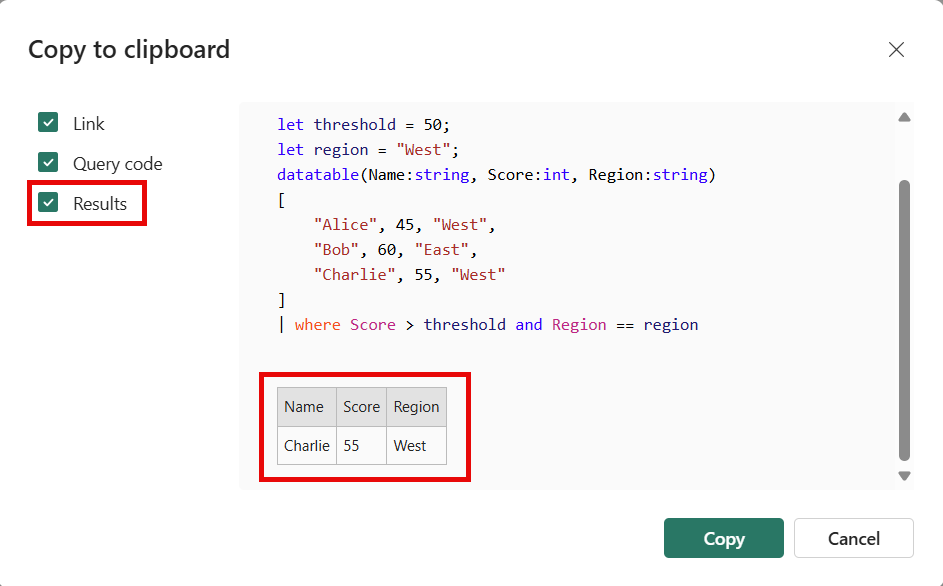 Copy to clipboard
Link
Query code
Results
let threshold = 50;
let region = "West";
datatable(Name:string, Score:int, Region:string)
[
    "Alice", 45, "West",
    "Bob", 60, "East",
    "Charlie", 55, "West"
]
| where Score > threshold and Region == region
Name Score Region
Charlie 55 West
Copy Cancel